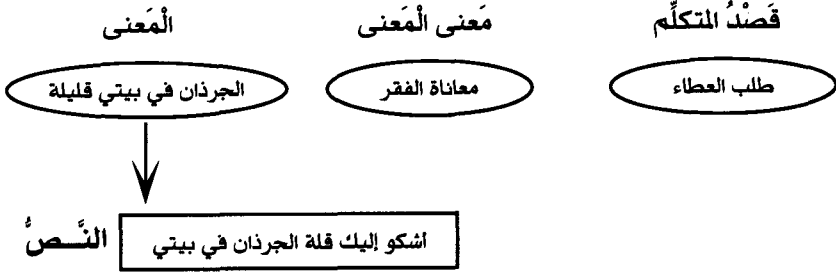 قَصْدُ المتكلِّم
مَعنى الْمَعنى
الْمَعنى
طلب العطاء
معاناة الفقر
الجرذان في بيتي قليلة
أشكو إليك قلة الجرذان في بيتي
النَّـــصُّ